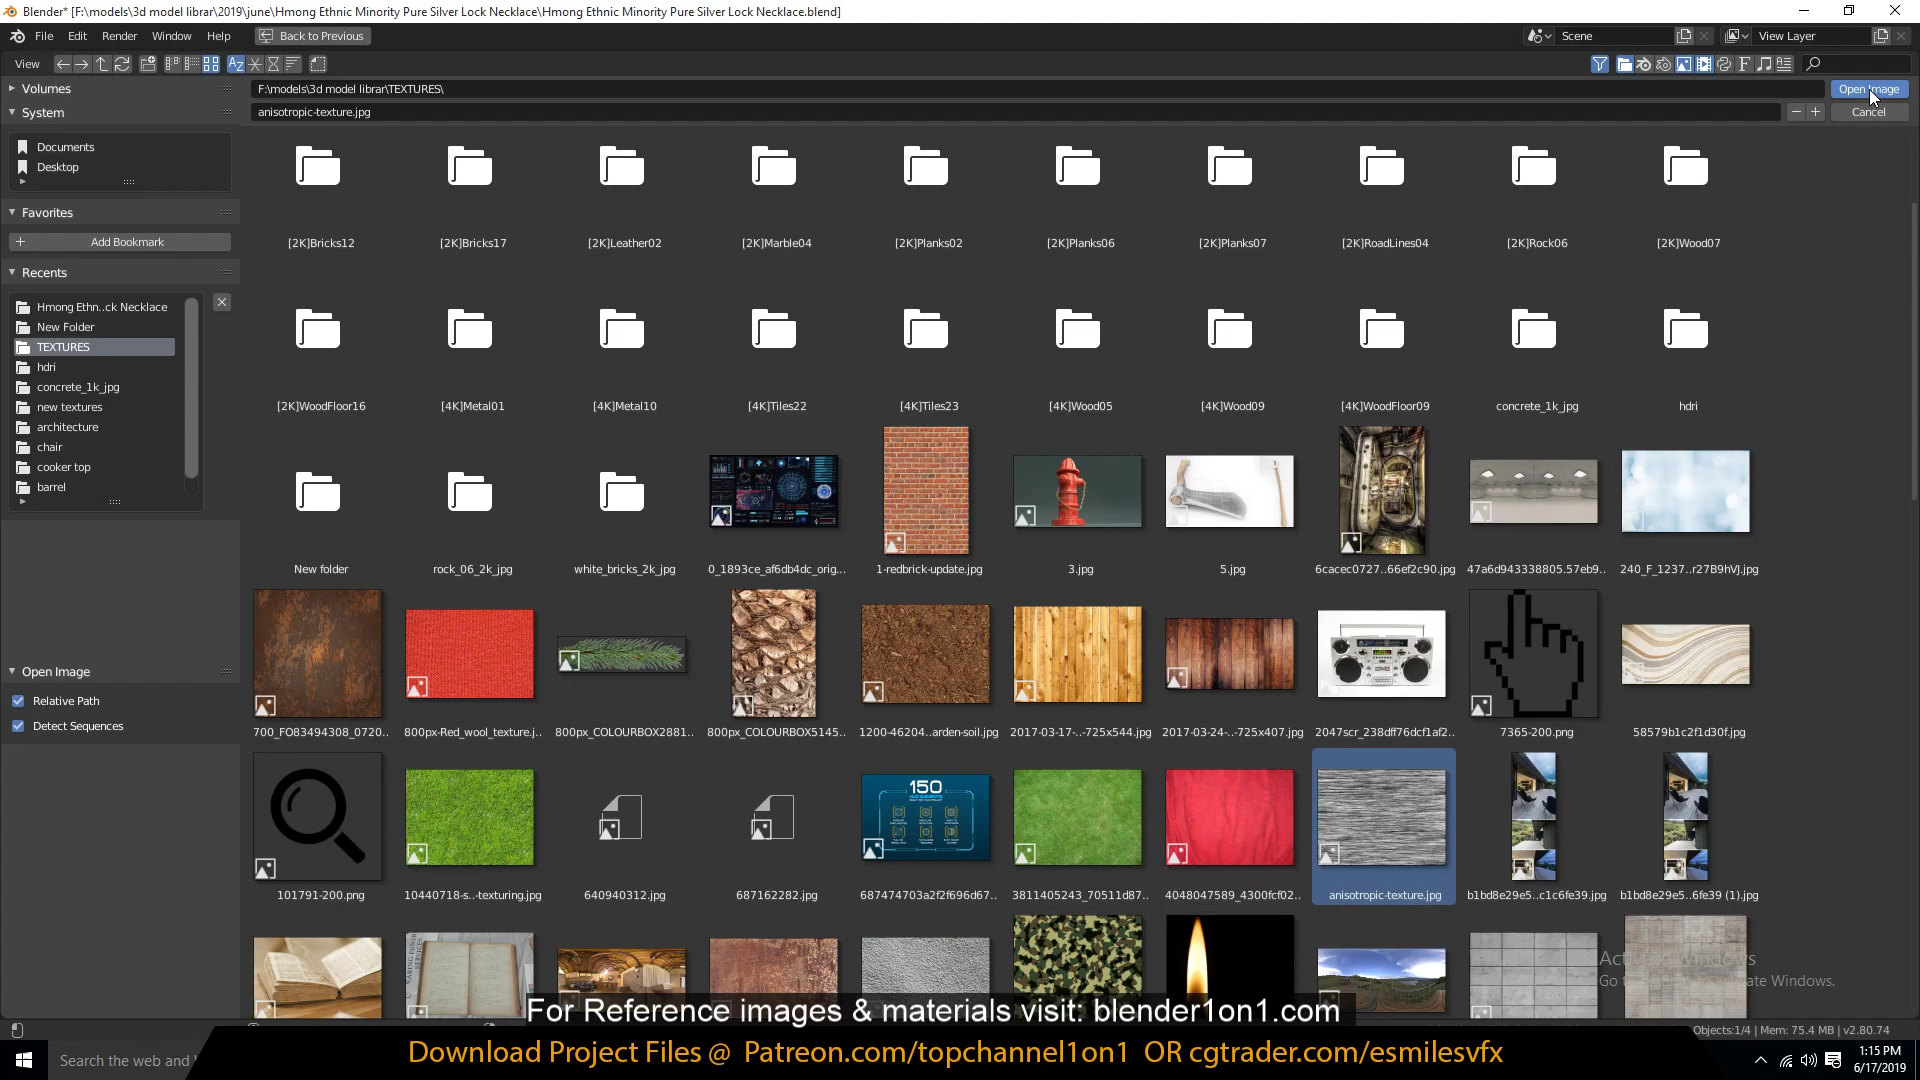 Blender* [F:\models\3d model librar\2019\june\Hmong Ethnic Minority Pure Silver Lock Necklace\Hmong Ethnic Minority Pure Silver Lock Necklace.blend]
File Edit Render Window Help Back to Previous Scene View Layer
View
Volumes
F:\models\3d model librar\TEXTURES\
Open Image
System
anisotropic-texture.jpg
Cancel
Documents
Desktop
Favorites
Add Bookmark
Recents
Hmong Ethn..ck Necklace
New Folder
TEXTURES
hdri
concrete_1k_jpg
new textures
architecture
chair
cooker top
barrel
Open Image
Relative Path
Detect Sequences
[2K]Bricks12 [2K]Bricks17 [2K]Leather02 [2K]Marble04 [2K]Planks02 [2K]Planks06 [2K]Planks07 [2K]RoadLines04 [2K]Rock06 [2K]Wood07
[2K]WoodFloor16 [4K]Metal01 [4K]Metal10 [4K]Tiles22 [4K]Tiles23 [4K]Wood05 [4K]Wood09 [4K]WoodFloor09 concrete_1k_jpg hdri
New folder rock_06_2k_jpg white_bricks_2k_jpg 0_1893ce_af6db4dc_orig... 1-redbrick-update.jpg 3.jpg 5.jpg 6cacec0727..66ef2c90.jpg 47a6d943338805.57eb9.. 240_F_1237..r27B9hVJ.jpg
700_FO83494308_0720.. 800px-Red_wool_texture.j.. 800px_COLOURBOX2881.. 800px_COLOURBOX5145.. 1200-46204..arden-soil.jpg 2017-03-17-..-725x544.jpg 2017-03-24-..-725x407.jpg 2047scr_238dff76dcf1af2.. 7365-200.png 58579b1c2f1d30f.jpg
150
101791-200.png 10440718-s..-texturing.jpg 640940312.jpg 687162282.jpg 687474703a2f2f696d67.. 3811405243_70511d87.. 4048047589_4300fcf02.. anisotropic-texture.jpg b1bd8e29e5..c1c6fe39.jpg b1bd8e29e5..6fe39 (1).jpg
Activate Windows
Go to Activate Windows.
For Reference images & materials visit: blender1on1.com
Objects:1/4 | Mem: 75.4 MB | v2.80.74
Search the web and
Download Project Files @ Patreon.com/topchannel1on1 OR cgtrader.com/esmilesvfx
1:15 PM
6/17/2019